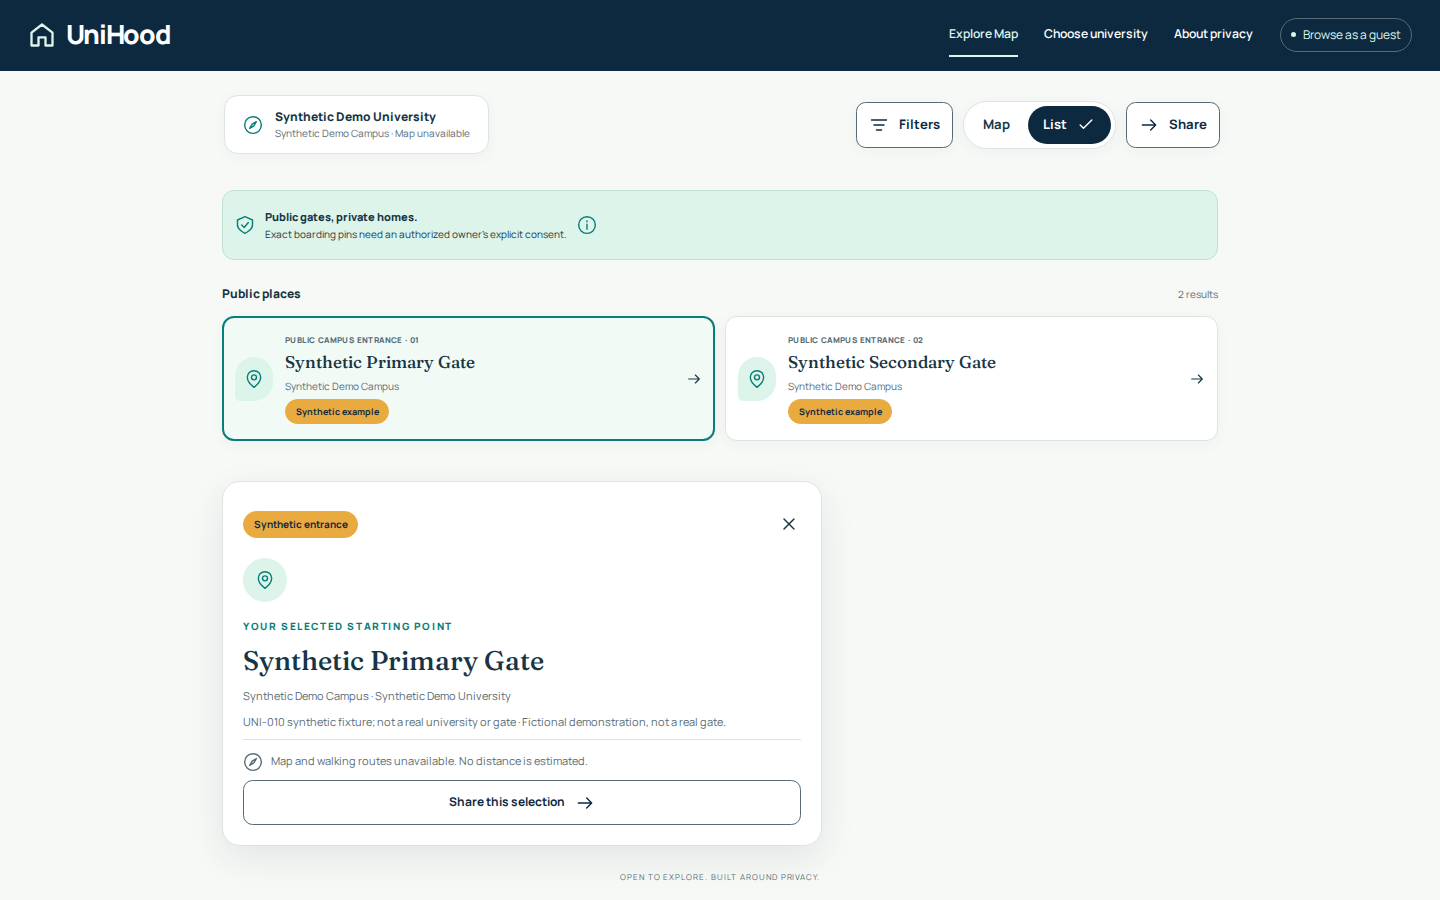 UniHood
Explore Map
Choose university
About privacy
Browse as a guest
Synthetic Demo University
Synthetic Demo Campus · Map unavailable
Filters
Map
List
Share
Public gates, private homes.
Exact boarding pins need an authorized owner's explicit consent.
Public places
2 results
PUBLIC CAMPUS ENTRANCE · 01
Synthetic Primary Gate
Synthetic Demo Campus
Synthetic example
PUBLIC CAMPUS ENTRANCE · 02
Synthetic Secondary Gate
Synthetic Demo Campus
Synthetic example
Synthetic entrance
YOUR SELECTED STARTING POINT
Synthetic Primary Gate
Synthetic Demo Campus · Synthetic Demo University
UNI-010 synthetic fixture; not a real university or gate · Fictional demonstration, not a real gate.
Map and walking routes unavailable. No distance is estimated.
Share this selection
OPEN TO EXPLORE. BUILT AROUND PRIVACY.